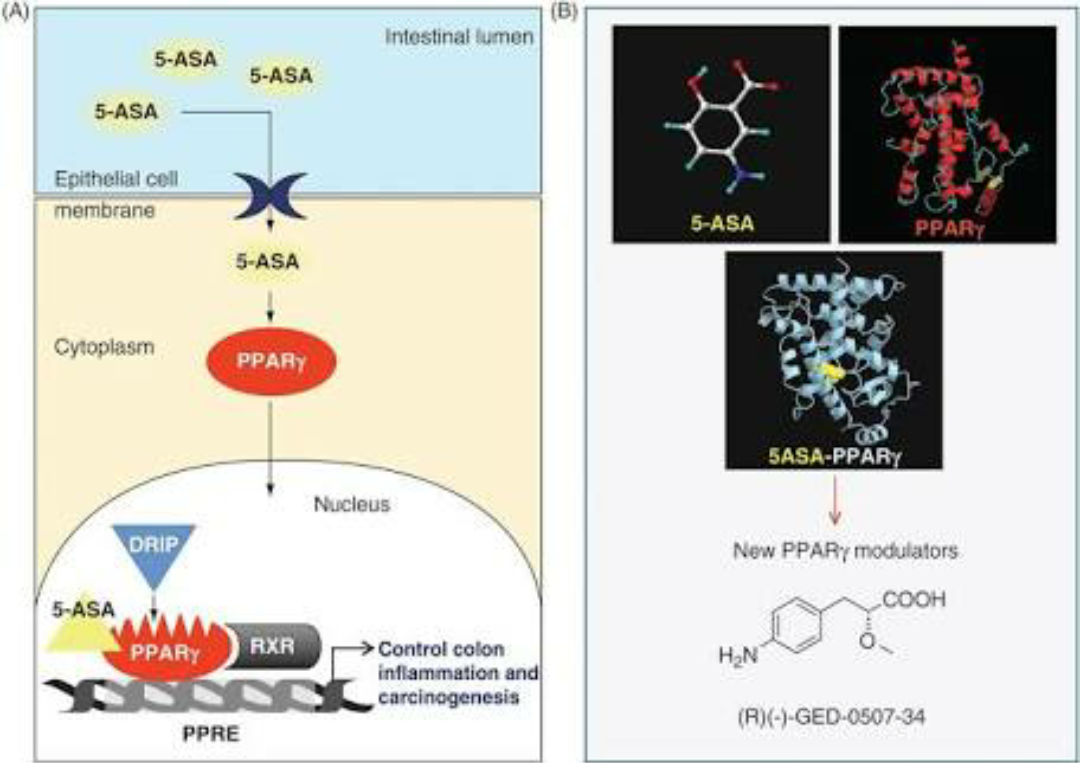 (A)
Intestinal lumen
5-ASA
5-ASA
5-ASA
Epithelial cell
membrane
5-ASA
Cytoplasm
PPARγ
Nucleus
DRIP
5-ASA
PPARγ
RXR
Control colon
inflammation and
carcinogenesis
PPRE
(B)
5-ASA
PPARγ
5ASA-PPARγ
New PPARγ modulators
COOH
O
H₂N
(R)(-)-GED-0507-34